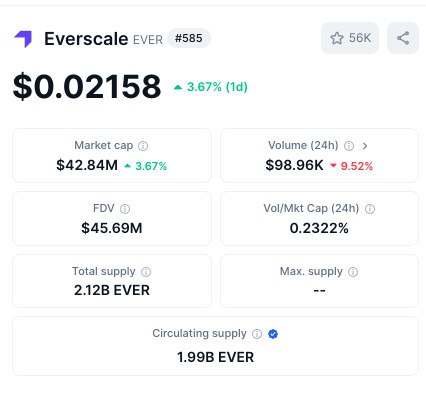 Everscale EVER #585 56K
$0.02158 3.67% (1d)
Market cap
$42.84M 3.67%
Volume (24h)
$98.96K 9.52%
FDV
$45.69M
Vol/Mkt Cap (24h)
0.2322%
Total supply
2.12B EVER
Max. supply
--
Circulating supply
1.99B EVER